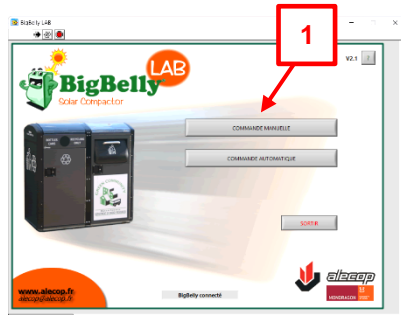 BigBelly LAB
1
V2.1
?
LAB
BigBelly
Solar Compactor
COMMANDE MANUELLE
COMMANDE AUTOMATIQUE
SORTIR
www.alecop.fr
alecop@alecop.fr
BigBelly connecté
alecop
MONDRAGON